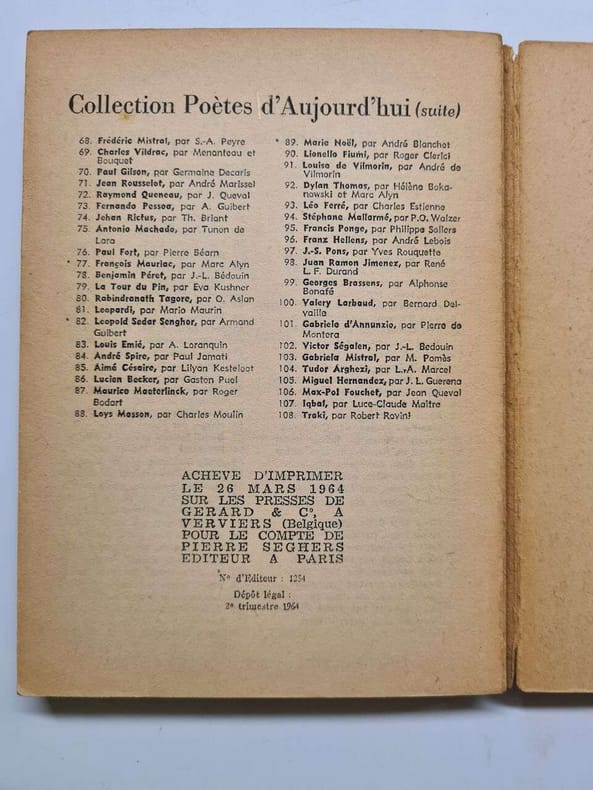 Collection Poètes d'Aujourd'hui (suite)
68. Frédéric Mistral, par S.-A. Peyre
69. Charles Vildrac, par Menanteau et
Bouquet
70. Paul Gilson, par Germaine Decaris
71. Jean Rousselot, par André Marissel
72. Raymond Queneau, par J. Queval
73. Fernando Pessoa, par A. Guibert
74. Jehan Rictus, par Th. Briant
75. Antonio Machado, par Tunon de
Lara
76. Paul Fort, par Pierre Béarn
* 77. François Mauriac, par Marc Alyn
78. Benjamin Péret, par J.-L. Bédouin
79. La Tour du Pin, par Eva Kushner
80. Rabindranath Tagore, par O. Aslan
81. Leopardi, par Mario Maurin
* 82. Leopold Sedar Senghor, par Armand
Guibert
83. Louis Emié, par A. Loranquin
84. André Spire, par Paul Jamati
85. Aimé Césaire, par Lilyan Kesteloot
86. Lucien Becker, par Gaston Puel
87. Maurice Maeterlinck, par Roger
Bodart
88. Loys Masson, par Charles Moulin
* 89. Marie Noël, par André Blanchet
90. Lionello Fiumi, par Roger Clerici
91. Louise de Vilmorin, par André de
Vilmorin
92. Dylan Thomas, par Hélène Boka-
nowski et Marc Alyn
93. Léo Ferré, par Charles Estienne
94. Stéphane Mallarmé, par P.O. Walzer
95. Francis Ponge, par Philippe Sollers
96. Franz Hellens, par André Lebois
97. J.-S. Pons, par Yves Rouquette
98. Juan Ramon Jimenez, par René
L. F. Durand
99. Georges Brassens, par Alphonse
Bonafé
100. Valery Larbaud, par Bernard Del-
vaille
101. Gabriele d'Annunzio, par Pierre de
Montera
102. Victor Ségalen, par J.-L. Bedouin
103. Gabriela Mistral, par M. Pomès
104. Tudor Arghezi, par L.-A. Marcel
105. Miguel Hernandez, par J. L. Guerena
106. Max-Pol Fouchet, par Jean Queval
107. Iqbal, par Luce-Claude Maître
108. Traki, par Robert Ravini
ACHEVE D'IMPRIMER
LE 26 MARS 1964
SUR LES PRESSES DE
GERARD & C°, A
VERVIERS (Belgique)
POUR LE COMPTE DE
PIERRE SEGHERS
EDITEUR A PARIS
N° d'Editeur : 1254
Dépôt légal :
2e trimestre 1964